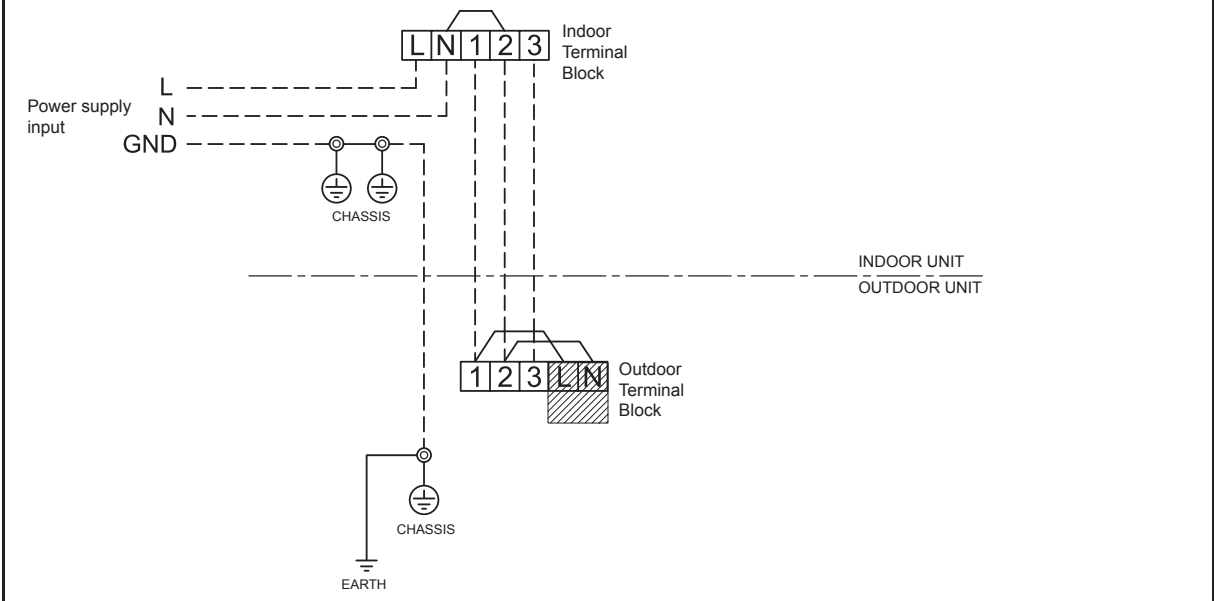 L N 1 2 3
Indoor
Terminal
Block
L
Power supply
input
N
GND
CHASSIS
INDOOR UNIT
OUTDOOR UNIT
1 2 3 L N
Outdoor
Terminal
Block
CHASSIS
EARTH